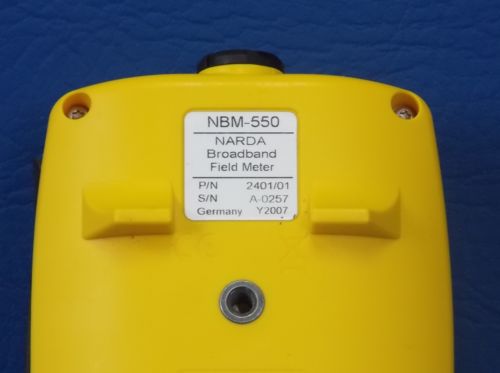 NBM-550
NARDA
Broadband
Field Meter
P/N 2401/01
S/N A-0257
Germany Y2007